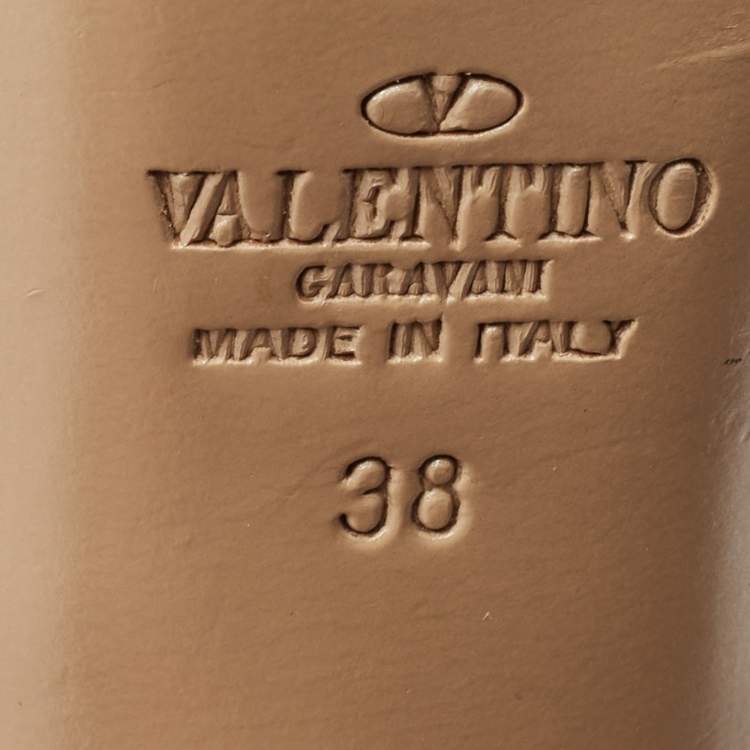 V
VALENTINO
GARAVANI
MADE IN ITALY
38